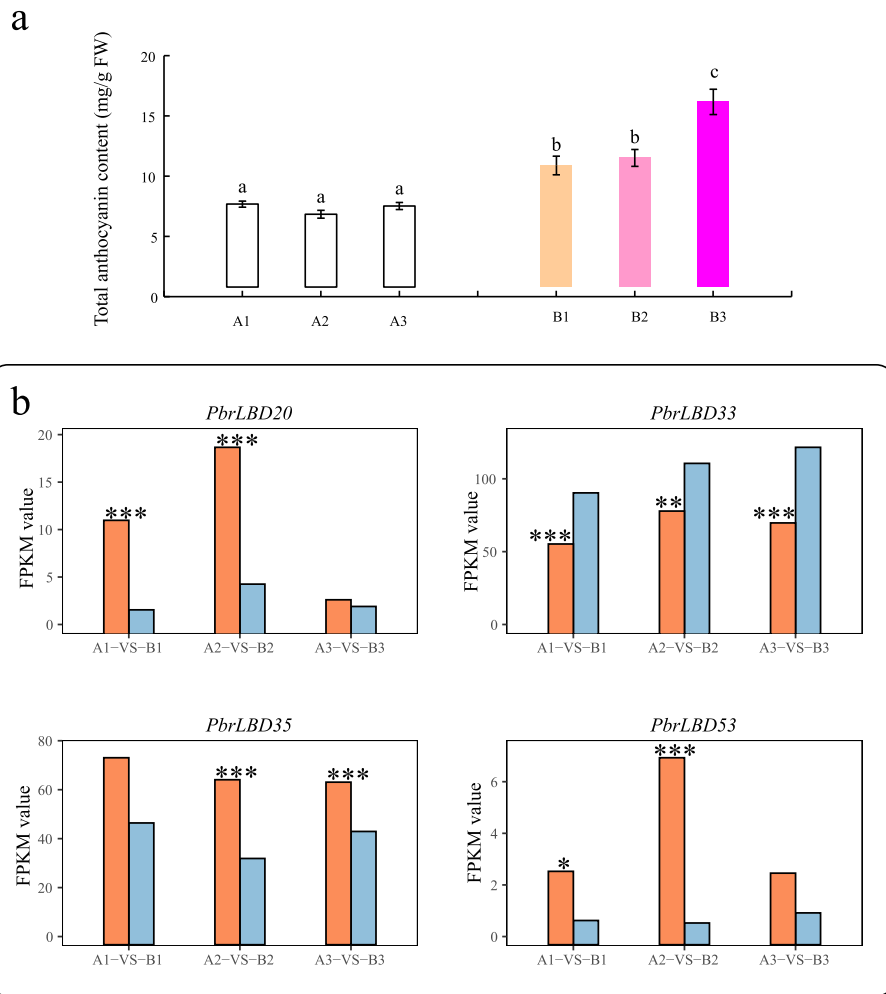 a
Total anthocyanin content (mg/g FW)
20
15
10
5
0
a
a
a
b
b
c
A1
A2
A3
B1
B2
B3
b
PbrLBD20
FPKM value
20
15
10
5
0
***
***
A1−VS−B1
A2−VS−B2
A3−VS−B3
PbrLBD33
FPKM value
100
50
0
***
**
***
A1−VS−B1
A2−VS−B2
A3−VS−B3
PbrLBD35
FPKM value
80
60
40
20
0
***
***
A1−VS−B1
A2−VS−B2
A3−VS−B3
PbrLBD53
FPKM value
6
4
2
0
*
***
A1−VS−B1
A2−VS−B2
A3−VS−B3